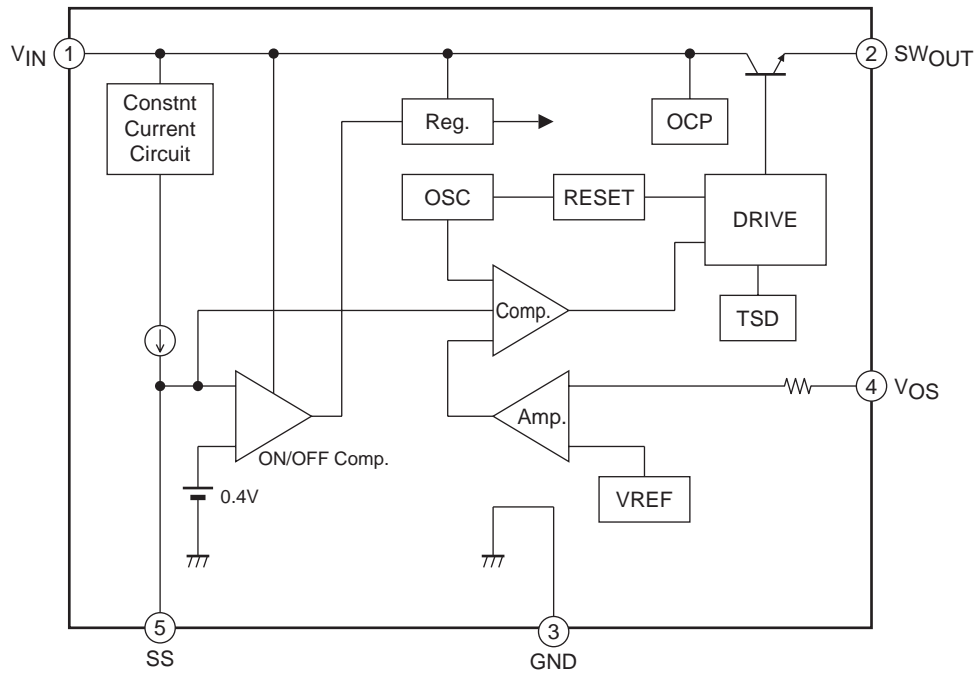 VIN
1
2
SWOUT
Constnt
Current
Circuit
Reg.
OCP
OSC
RESET
DRIVE
Comp.
TSD
4
VOS
Amp.
ON/OFF Comp.
0.4V
VREF
5
SS
3
GND